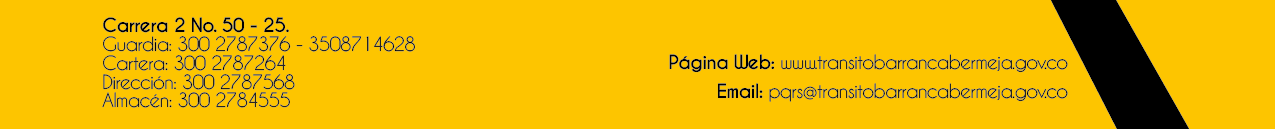 Carrera 2 No. 50 - 25.
Guardia: 300 2787376 - 3508714628
Cartera: 300 2787264
Dirección: 300 2787568
Almacén: 300 2784555
Página Web: www.transitobarrancabermeja.gov.co
Email: pqrs@transitobarrancabermeja.gov.co